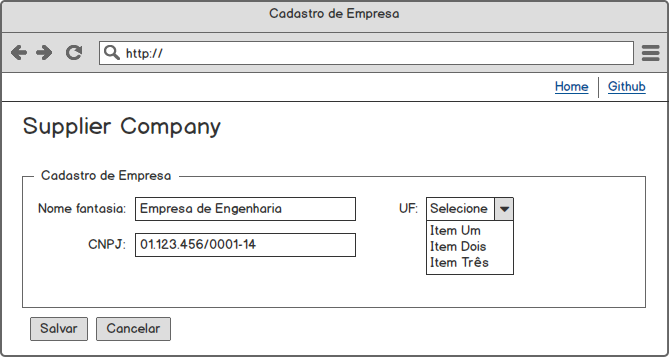 Cadastro de Empresa
http://
Home Github
Supplier Company
Cadastro de Empresa
Nome fantasia: Empresa de Engenharia UF: Selecione
Item Um
CNPJ: 01.123.456/0001-14 Item Dois
Item Três
Salvar Cancelar